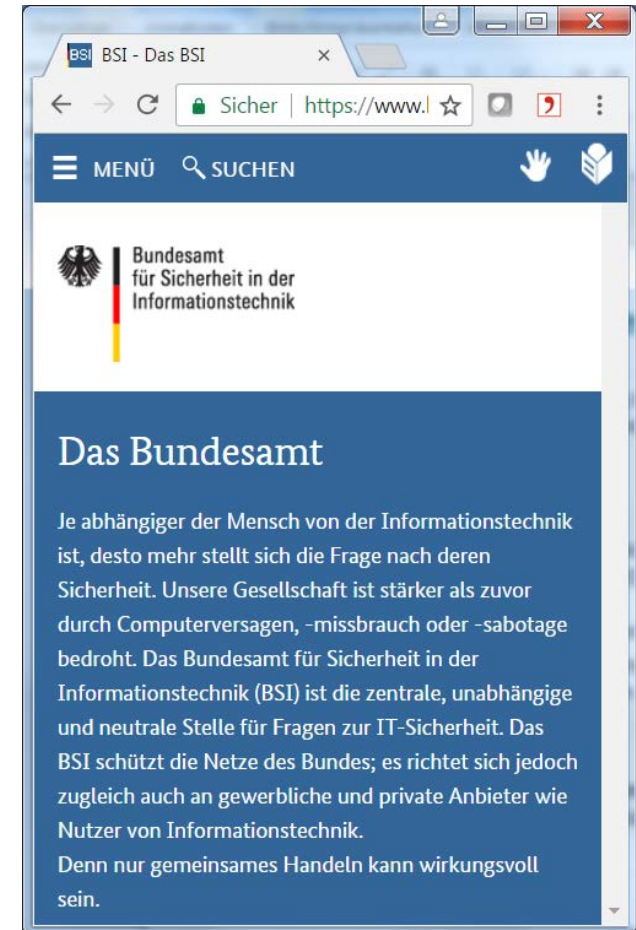 BSI BSI - Das BSI
Sicher | https://www.
MENÜ SUCHEN
Bundesamt
für Sicherheit in der
Informationstechnik
Das Bundesamt
Je abhängiger der Mensch von der Informationstechnik
ist, desto mehr stellt sich die Frage nach deren
Sicherheit. Unsere Gesellschaft ist stärker als zuvor
durch Computerversagen, -missbrauch oder -sabotage
bedroht. Das Bundesamt für Sicherheit in der
Informationstechnik (BSI) ist die zentrale, unabhängige
und neutrale Stelle für Fragen zur IT-Sicherheit. Das
BSI schützt die Netze des Bundes; es richtet sich jedoch
zugleich auch an gewerbliche und private Anbieter wie
Nutzer von Informationstechnik.
Denn nur gemeinsames Handeln kann wirkungsvoll
sein.